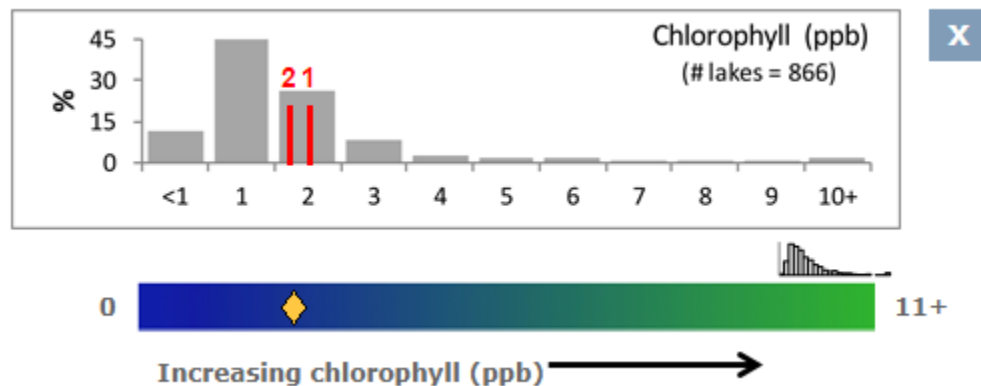 Chlorophyll (ppb)
(# lakes = 866)
X
%
45
30
15
0
2 1
<1 1 2 3 4 5 6 7 8 9 10+
0
11+
Increasing chlorophyll (ppb)